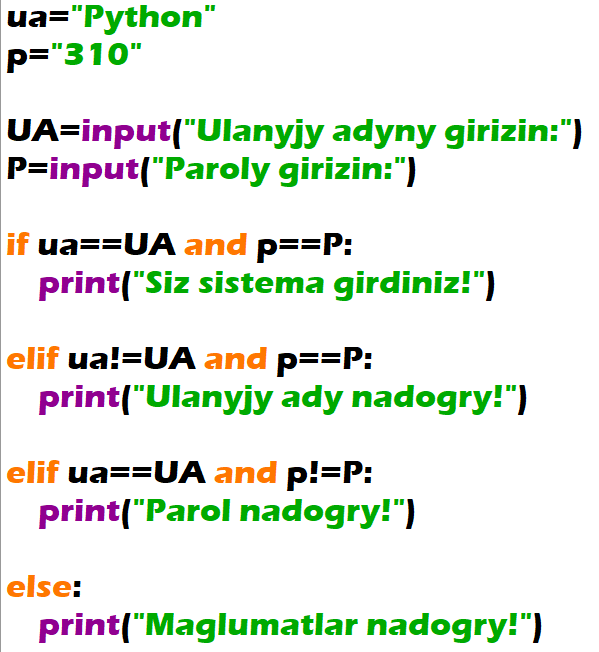 ua="Python"
p="310"
UA=input("Ulanyjy adyny girizin:")
P=input("Paroly girizin:")
if ua==UA and p==P:
print("Siz sistema girdiniz!")
elif ua!=UA and p==P:
print("Ulanyjy ady nadogry!")
elif ua==UA and p!=P:
print("Parol nadogry!")
else:
print("Maglumatlar nadogry!")